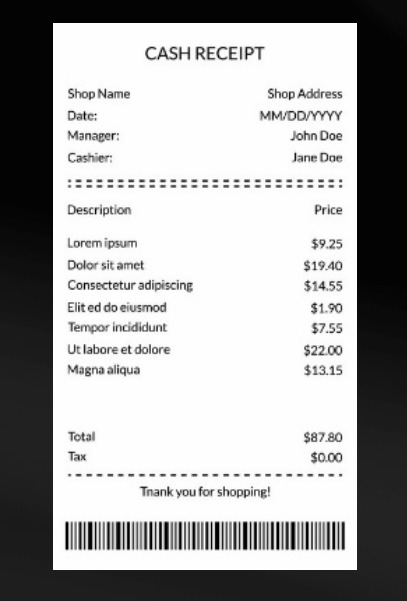 CASH RECEIPT
Shop Name Shop Address
Date: MM/DD/YYYY
Manager: John Doe
Cashier: Jane Doe
Description Price
Lorem ipsum $9.25
Dolor sit amet $19.40
Consectetur adipiscing $14.55
Elit ed do eiusmod $1.90
Tempor incididunt $7.55
Ut labore et dolore $22.00
Magna aliqua $13.15
Total $87.80
Tax $0.00
Thank you for shopping!